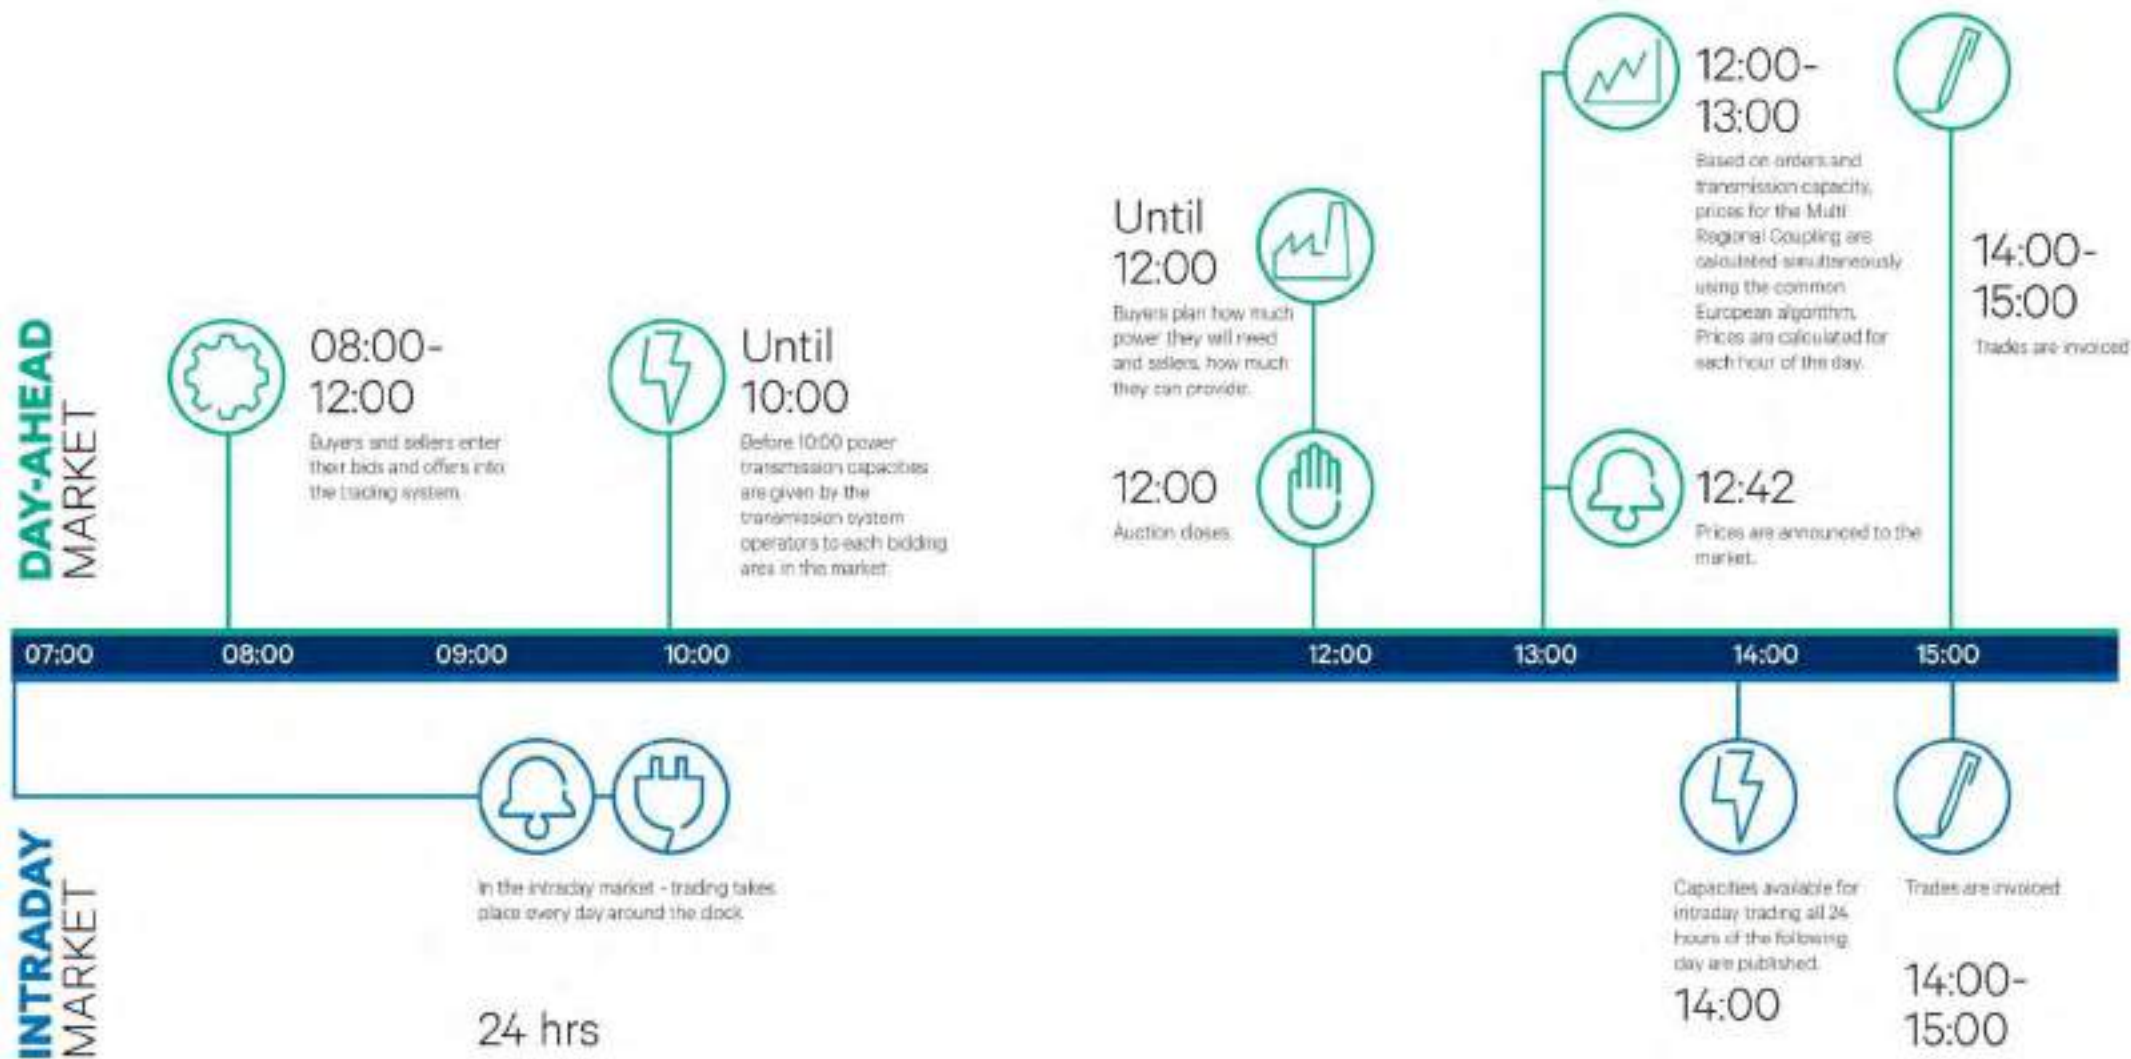 DAY-AHEAD
MARKET
08:00-
12:00
Buyers and sellers enter
their bids and offers into
the trading system.
Until
10:00
Before 10:00 power
transmission capacities
are given by the
transmission system
operators to each bidding
area in the market
Until
12:00
Buyers plan how much
power they will need
and sellers, how much
they can provide.
12:00
Auction closes.
12:00-
13:00
Based on orders and
transmission capacity,
prices for the Multi
Regional Coupling are
calculated simultaneously
using the common
European algorithm.
Prices are calculated for
each hour of the day.
12:42
Prices are announced to the
market.
14:00-
15:00
Trades are invoiced
07:00 08:00 09:00 10:00 12:00 13:00 14:00 15:00
INTRADAY
MARKET
In the intraday market - trading takes
place every day around the clock
24 hrs
Capacities available for
intraday trading all 24
hours of the following
day are published.
14:00
Trades are invoiced
14:00-
15:00